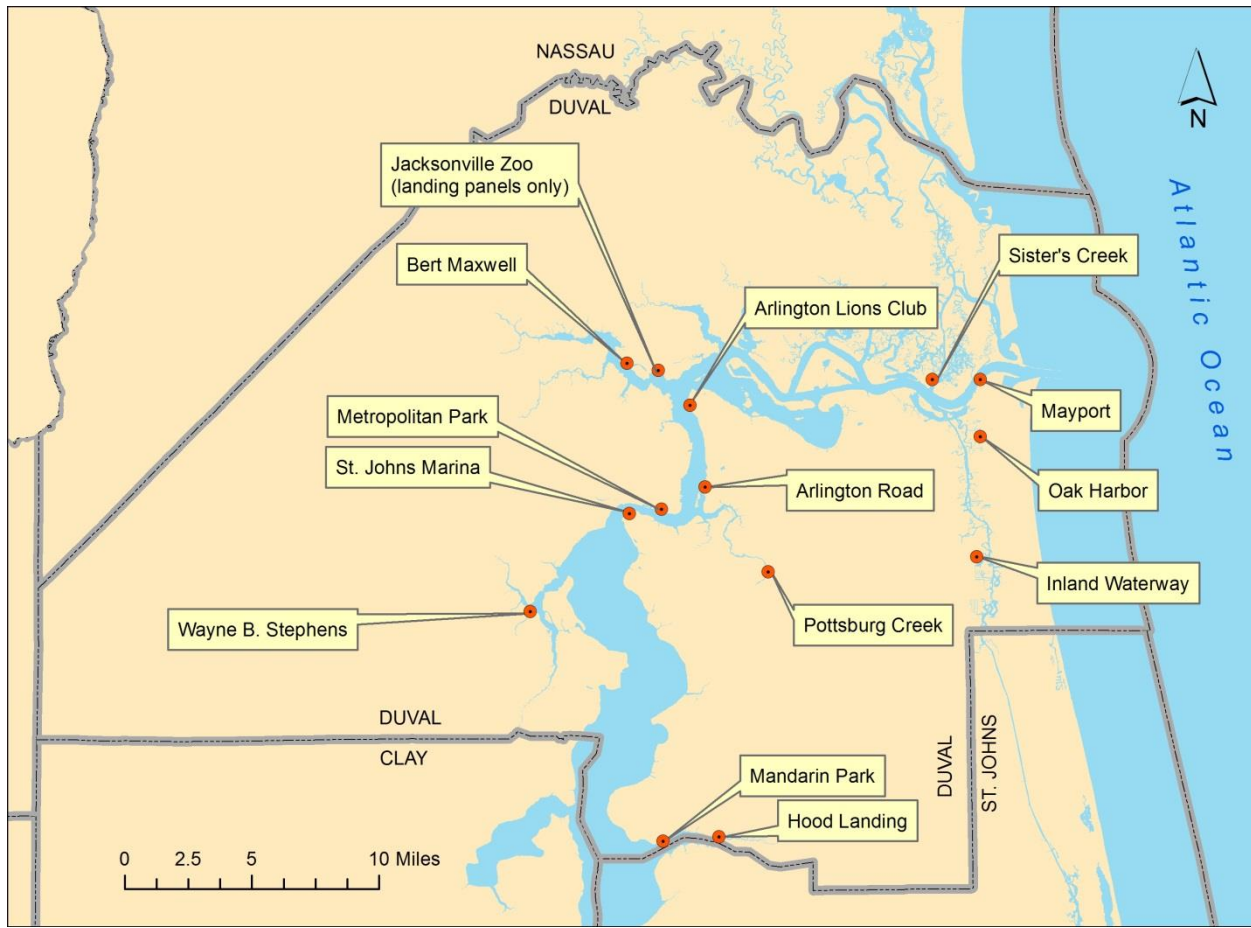 NASSAU
DUVAL
N
Jacksonville Zoo
(landing panels only)
Atlantic Ocean
Bert Maxwell
Sister's Creek
Arlington Lions Club
Metropolitan Park
Mayport
St. Johns Marina
Arlington Road
Oak Harbor
Inland Waterway
Wayne B. Stephens
Pottsburg Creek
DUVAL
CLAY
DUVAL
ST. JOHNS
Mandarin Park
Hood Landing
0 2.5 5 10 Miles